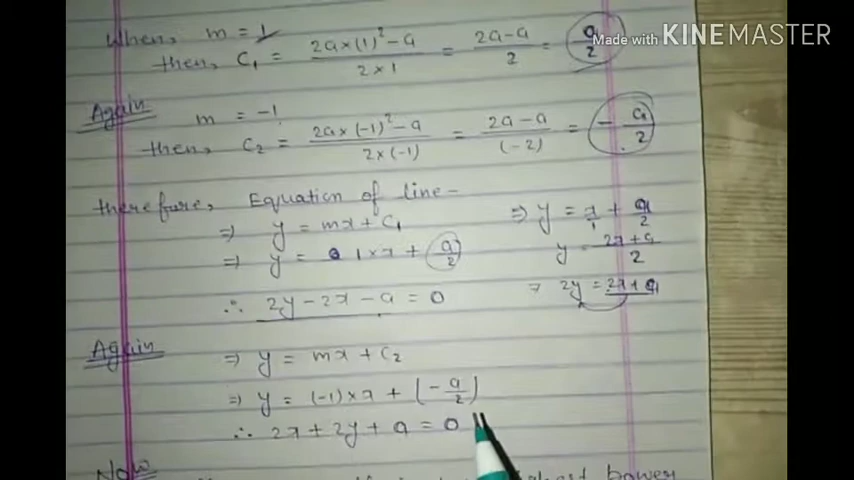 When, m = 1
then, C₁ = (2a×(1)² - a)/(2×1) = (2a-a)/2 = a/2
Made with KINEMASTER
Again m = -1
then, C₂ = (2a×(-1)² - a)/(2×(-1)) = (2a-a)/(-2) = - a/2
therefore, Equation of line-
⇒ y = mx + C₁
⇒ y = 1×x + a/2
∴ 2y - 2x - a = 0
⇒ y = x/1 + a/2
y = (2x+a)/2
⇒ 2y = 2x + a
Again ⇒ y = mx + C₂
⇒ y = (-1)×x + (-a/2)
∴ 2x + 2y + a = 0
Now
power